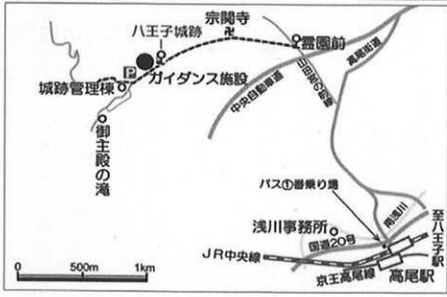 宗関寺
八王子城跡
霊園前
高尾街道
P
ガイダンス施設
城跡管理棟
中央自動車道
御主殿の滝
バス①番乗り場
南浅川
至八王子駅
浅川事務所
国道20号
JR中央線
京王高尾線
高尾駅
0 500m 1km